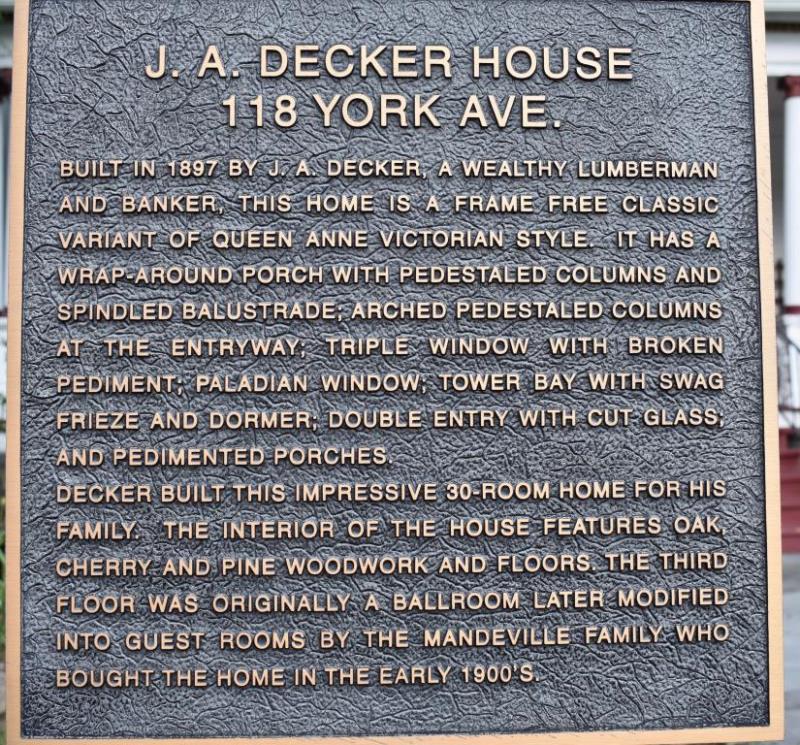 J. A. DECKER HOUSE
118 YORK AVE.
BUILT IN 1897 BY J. A. DECKER, A WEALTHY LUMBERMAN
AND BANKER, THIS HOME IS A FRAME FREE CLASSIC
VARIANT OF QUEEN ANNE VICTORIAN STYLE. IT HAS A
WRAP-AROUND PORCH WITH PEDESTALED COLUMNS AND
SPINDLED BALUSTRADE; ARCHED PEDESTALED COLUMNS
AT THE ENTRYWAY; TRIPLE WINDOW WITH BROKEN
PEDIMENT; PALADIAN WINDOW; TOWER BAY WITH SWAG
FRIEZE AND DORMER; DOUBLE ENTRY WITH CUT GLASS;
AND PEDIMENTED PORCHES.
DECKER BUILT THIS IMPRESSIVE 30-ROOM HOME FOR HIS
FAMILY. THE INTERIOR OF THE HOUSE FEATURES OAK,
CHERRY AND PINE WOODWORK AND FLOORS. THE THIRD
FLOOR WAS ORIGINALLY A BALLROOM LATER MODIFIED
INTO GUEST ROOMS BY THE MANDEVILLE FAMILY WHO
BOUGHT THE HOME IN THE EARLY 1900'S.